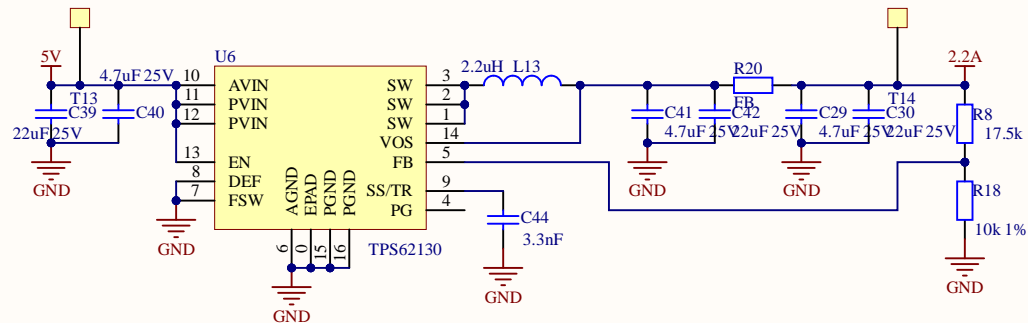 5V
T13
4.7uF 25V
C39
C40
22uF 25V
GND
U6
10
11
12
13
8
7
AVIN
PVIN
PVIN
EN
DEF
FSW
GND
AGND
EPAD
PGND
PGND
6
0
15
16
GND
TPS62130
SW
SW
SW
VOS
FB
SS/TR
PG
3
2
1
14
5
9
4
2.2uH L13
C44
3.3nF
GND
C41
C42
4.7uF 25V
22uF 25V
GND
R20
FB
C29
C30
4.7uF 25V
22uF 25V
GND
T14
2.2A
R8
17.5k
R18
10k 1%
GND